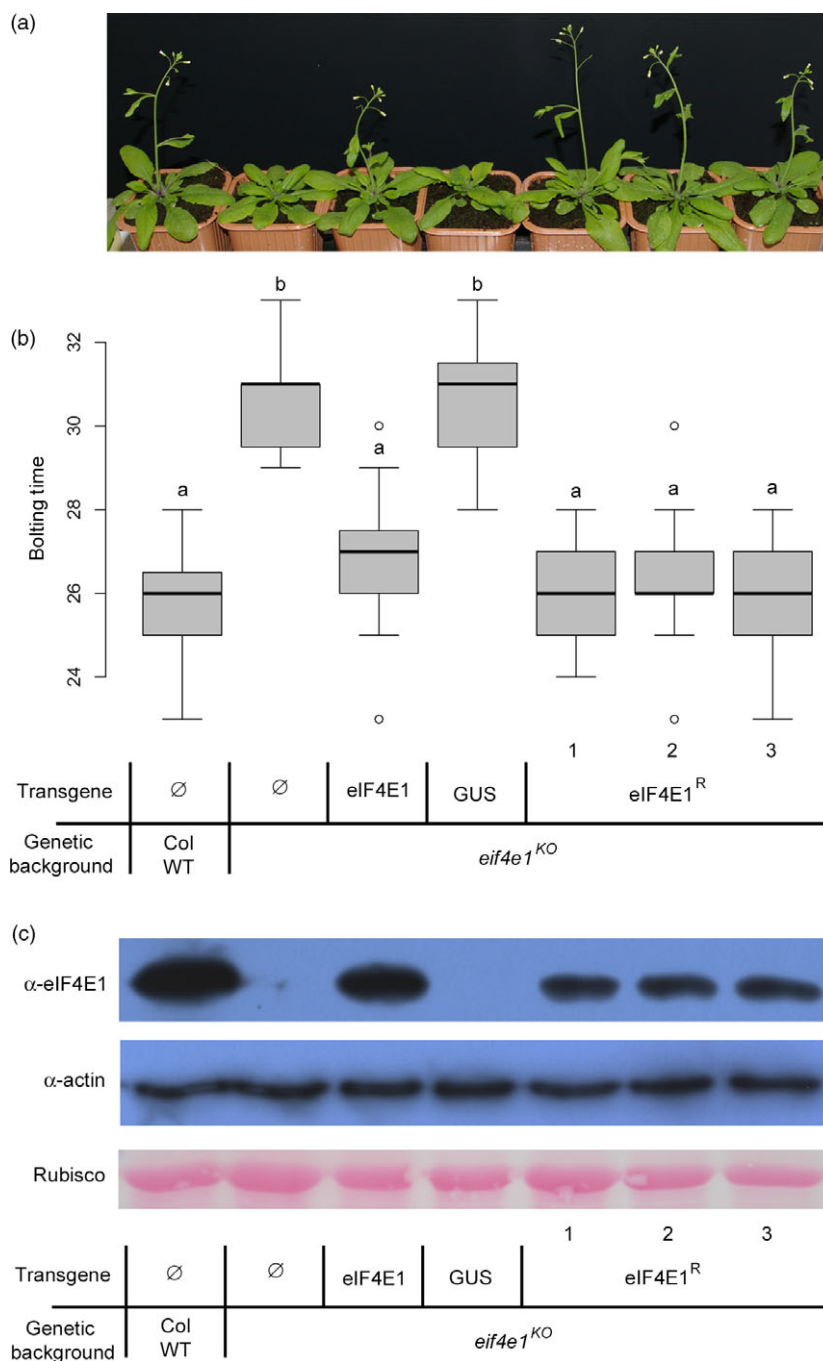 (a)
(b)
b b
32
30
28
26
24
Bolting time
a a a a a
1 2 3
Transgene ∅ ∅ eIF4E1 GUS eIF4E1^R
Genetic background Col WT eif4e1^KO
(c)
α-eIF4E1
α-actin
Rubisco
1 2 3
Transgene ∅ ∅ eIF4E1 GUS eIF4E1^R
Genetic background Col WT eif4e1^KO